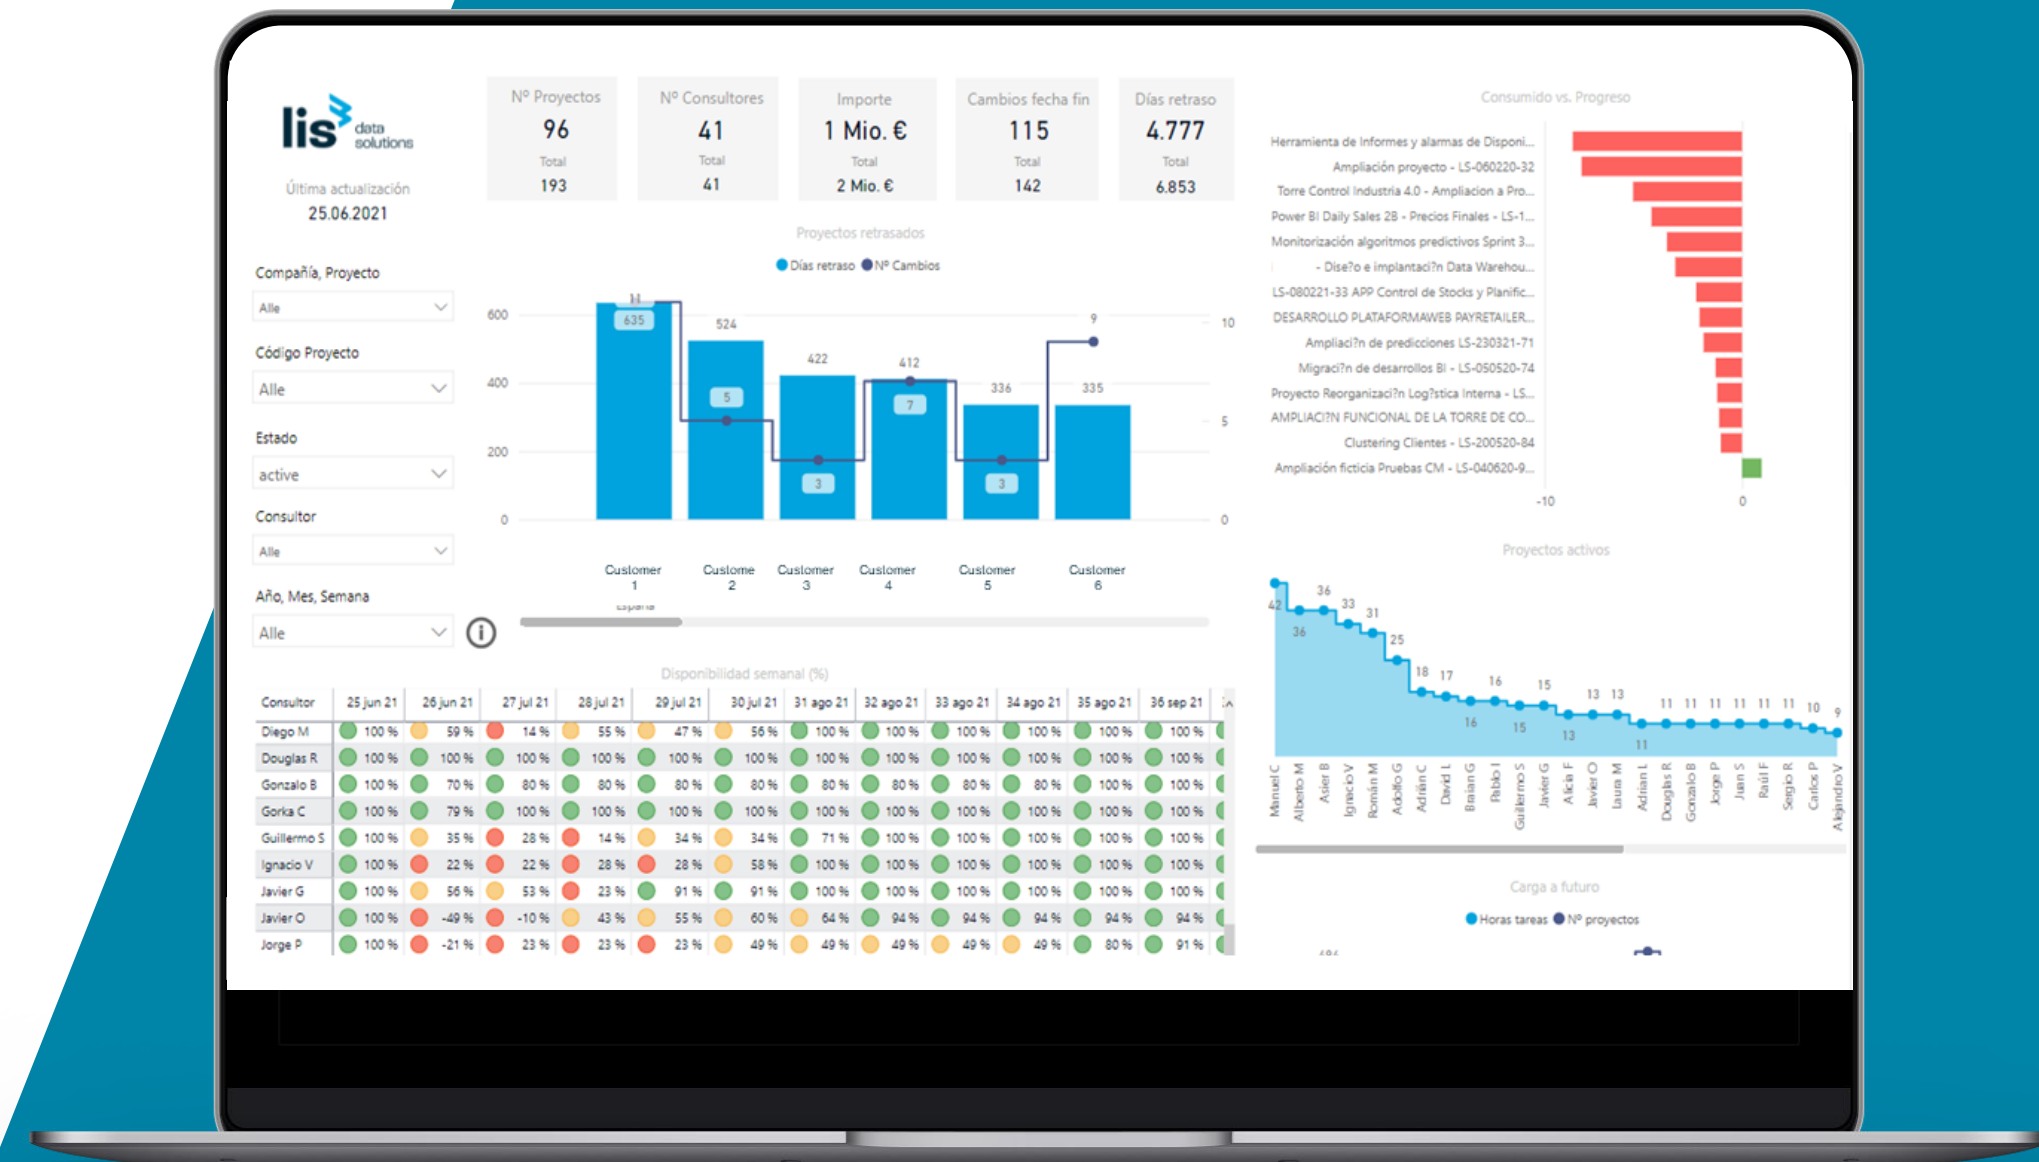 lis data solutions
Última actualización
25.06.2021
Nº Proyectos
96
Total
193
Nº Consultores
41
Total
41
Importe
1 Mio. €
Total
2 Mio. €
Cambios fecha fin
115
Total
142
Días retraso
4.777
Total
6.853
Compañía, Proyecto
Alle
Código Proyecto
Alle
Estado
active
Consultor
Alle
Año, Mes, Semana
Alle
Proyectos retrasados
Días retraso Nº Cambios
600
400
200
0
10
5
0
11
635
524
5
422
3
412
7
336
3
9
335
Customer 1
Custome 2
Customer 3
Customer 4
Customer 5
Customer 6
España
Disponibilidad semanal (%)
Consultor 25 jun 21 26 jun 21 27 jul 21 28 jul 21 29 jul 21 30 jul 21 31 ago 21 32 ago 21 33 ago 21 34 ago 21 35 ago 21 36 sep 21
Diego M 100 % 59 % 14 % 55 % 47 % 56 % 100 % 100 % 100 % 100 % 100 % 100 %
Douglas R 100 % 100 % 100 % 100 % 100 % 100 % 100 % 100 % 100 % 100 % 100 % 100 %
Gonzalo B 100 % 70 % 80 % 80 % 80 % 80 % 80 % 80 % 80 % 80 % 100 % 100 %
Gorka C 100 % 79 % 100 % 100 % 100 % 100 % 100 % 100 % 100 % 100 % 100 % 100 %
Guillermo S 100 % 35 % 28 % 14 % 34 % 34 % 71 % 100 % 100 % 100 % 100 % 100 %
Ignacio V 100 % 22 % 22 % 28 % 28 % 58 % 100 % 100 % 100 % 100 % 100 % 100 %
Javier G 100 % 56 % 53 % 23 % 91 % 91 % 100 % 100 % 100 % 100 % 100 % 100 %
Javier O 100 % -49 % -10 % 43 % 55 % 60 % 64 % 94 % 94 % 94 % 94 % 94 %
Jorge P 100 % -21 % 23 % 23 % 23 % 49 % 49 % 49 % 49 % 49 % 80 % 91 %
Consumido vs. Progreso
Herramienta de Informes y alarmas de Disponi...
Ampliación proyecto - LS-060220-32
Torre Control Industria 4.0 - Ampliacion a Pro...
Power BI Daily Sales 2B - Precios Finales - LS-1...
Monitorización algoritmos predictivos Sprint 3...
- Dise?o e implantaci?n Data Warehou...
LS-080221-33 APP Control de Stocks y Planific...
DESARROLLO PLATAFORMAWEB PAYRETAILER...
Ampliaci?n de predicciones LS-230321-71
Migraci?n de desarrollos BI - LS-050520-74
Proyecto Reorganizaci?n Log?stica Interna - LS...
AMPLIACI?N FUNCIONAL DE LA TORRE DE CO...
Clustering Clientes - LS-200520-84
Ampliación ficticia Pruebas CM - LS-040620-9...
-10 0
Proyectos activos
42 36 36 33 31 25 18 17 16 16 15 15 13 13 13 11 11 11 11 11 11 11 10 9
Manuel C
Alberto M
Asier B
Ignacio V
Román M
Adolfo G
Adrián C
David L
Braian G
Pablo I
Guillermo S
Javier G
Alicia F
Javier O
Laura M
Adrian L
Douglas R
Gonzalo B
Jorge P
Juan S
Raúl F
Sergio R
Carlos P
Alejandro V
Carga a futuro
Horas tareas Nº proyectos